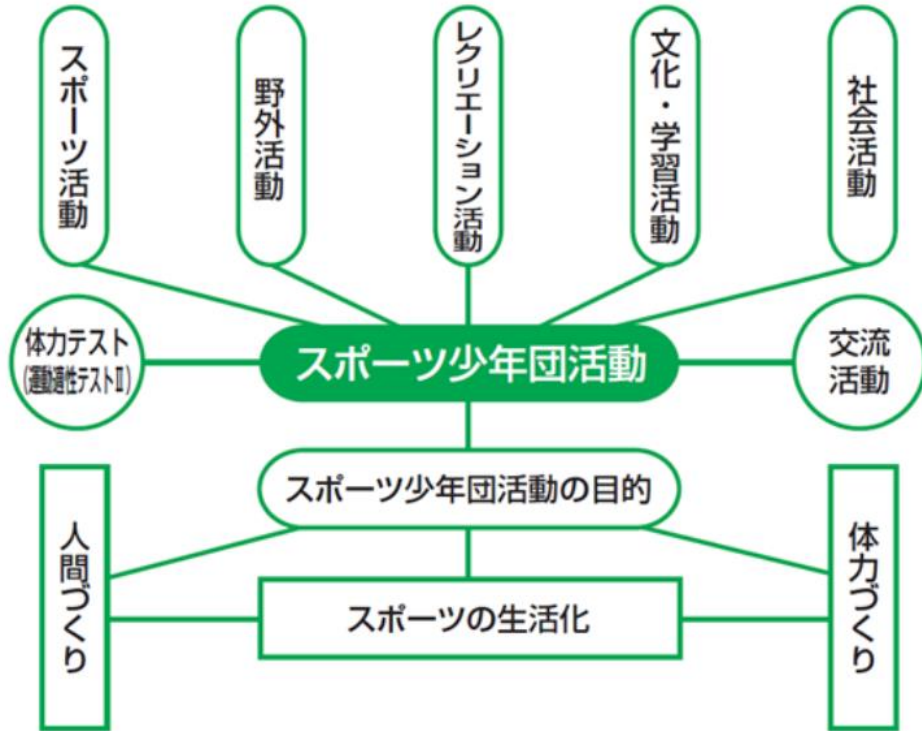 スポーツ活動
野外活動
レクリエーション活動
文化・学習活動
社会活動
体力テスト
(運動適性テストⅡ)
スポーツ少年団活動
交流
活動
スポーツ少年団活動の目的
人間づくり
スポーツの生活化
体力づくり